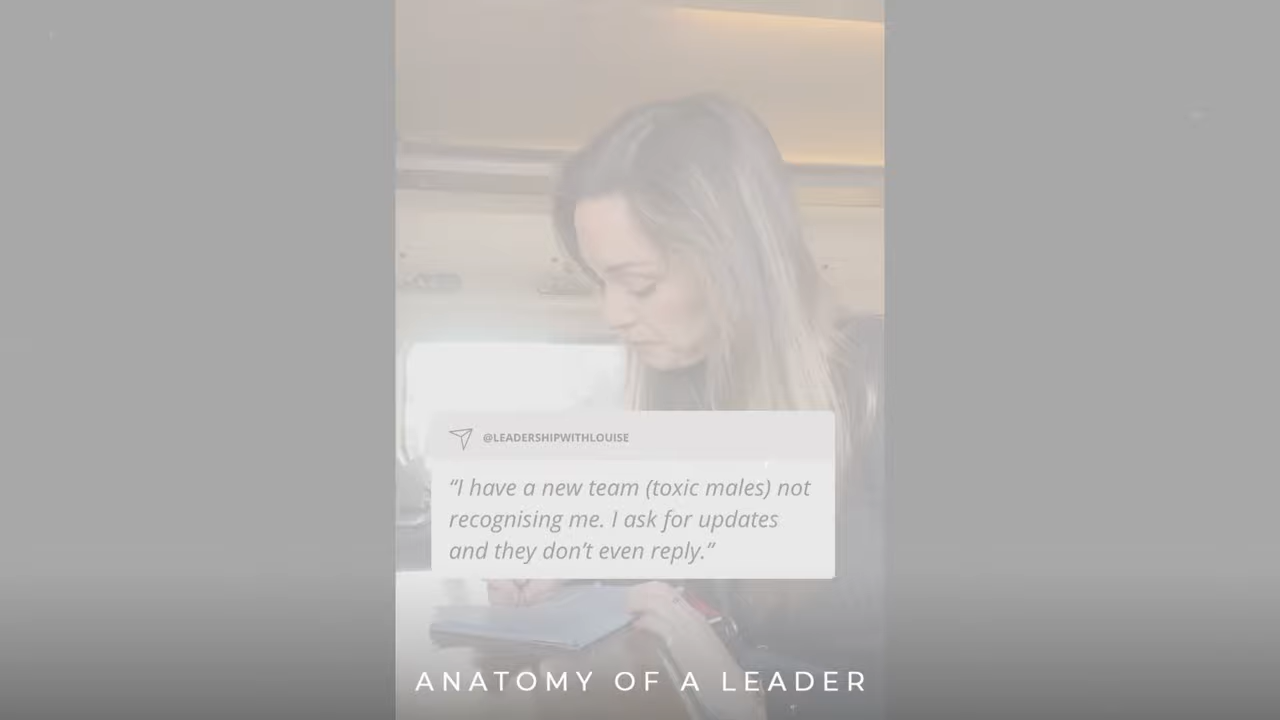 @LEADERSHIPWITHLOUISE
“I have a new team (toxic males) not
recognising me. I ask for updates
and they don’t even reply.”
ANATOMY OF A LEADER